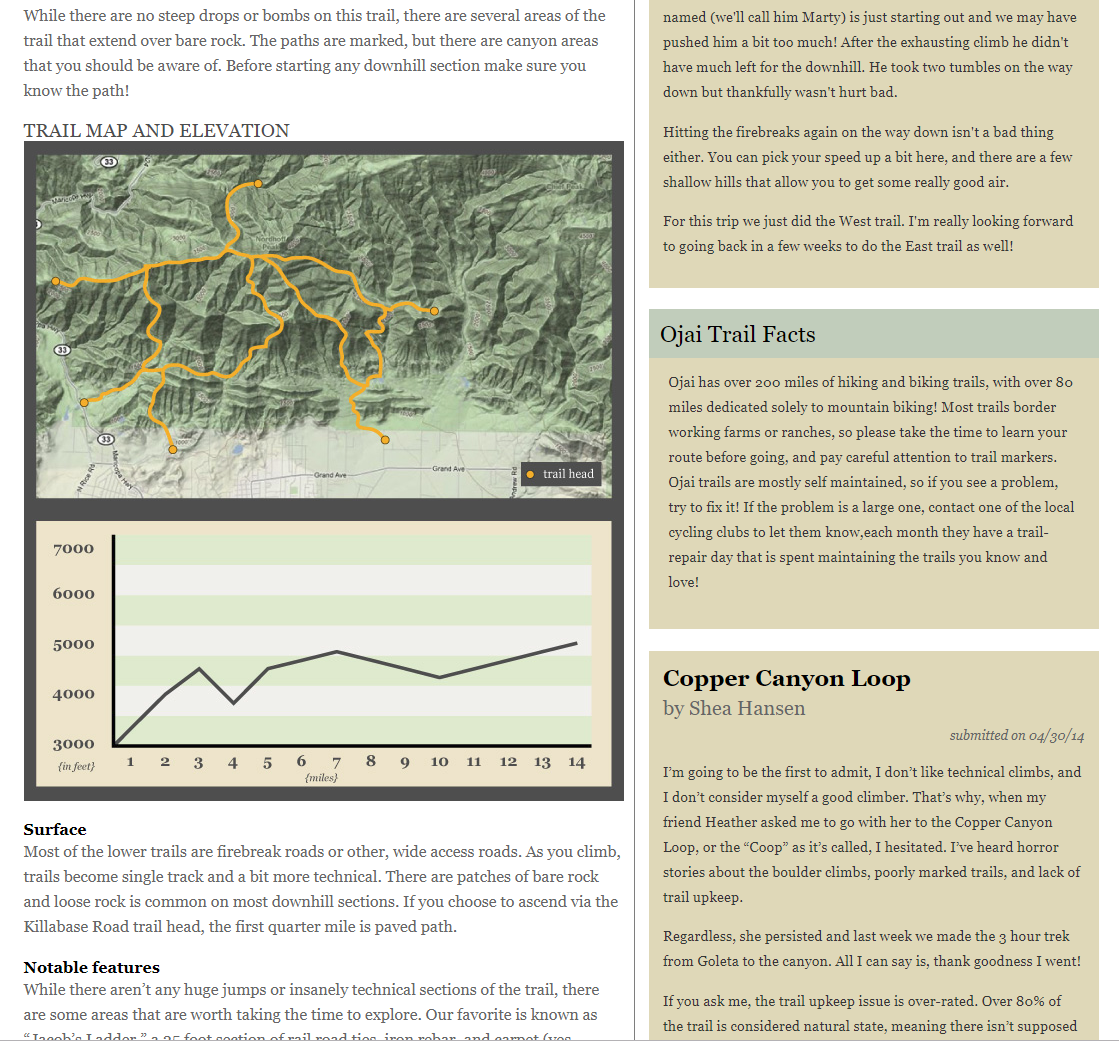 While there are no steep drops or bombs on this trail, there are several areas of the
trail that extend over bare rock. The paths are marked, but there are canyon areas
that you should be aware of. Before starting any downhill section make sure you
know the path!
TRAIL MAP AND ELEVATION
33
33
33
Grand Ave
Grand Ave
N Rice Rd
Maricopa Hwy
trail head
7000
6000
5000
4000
3000
{in feet}
1 2 3 4 5 6 7 8 9 10 11 12 13 14
{miles}
Surface
Most of the lower trails are firebreak roads or other, wide access roads. As you climb,
trails become single track and a bit more technical. There are patches of bare rock
and loose rock is common on most downhill sections. If you choose to ascend via the
Killabase Road trail head, the first quarter mile is paved path.
Notable features
While there aren't any huge jumps or insanely technical sections of the trail, there
are some areas that are worth taking the time to explore. Our favorite is known as
"Jacob's Ladder," a 25 foot section of rail road ties, iron rebar, and carpet (yes
named (we'll call him Marty) is just starting out and we may have
pushed him a bit too much! After the exhausting climb he didn't
have much left for the downhill. He took two tumbles on the way
down but thankfully wasn't hurt bad.
Hitting the firebreaks again on the way down isn't a bad thing
either. You can pick your speed up a bit here, and there are a few
shallow hills that allow you to get some really good air.
For this trip we just did the West trail. I'm really looking forward
to going back in a few weeks to do the East trail as well!
Ojai Trail Facts
Ojai has over 200 miles of hiking and biking trails, with over 80
miles dedicated solely to mountain biking! Most trails border
working farms or ranches, so please take the time to learn your
route before going, and pay careful attention to trail markers.
Ojai trails are mostly self maintained, so if you see a problem,
try to fix it! If the problem is a large one, contact one of the local
cycling clubs to let them know,each month they have a trail-
repair day that is spent maintaining the trails you know and
love!
Copper Canyon Loop
by Shea Hansen
submitted on 04/30/14
I'm going to be the first to admit, I don't like technical climbs, and
I don't consider myself a good climber. That's why, when my
friend Heather asked me to go with her to the Copper Canyon
Loop, or the "Coop" as it's called, I hesitated. I've heard horror
stories about the boulder climbs, poorly marked trails, and lack of
trail upkeep.
Regardless, she persisted and last week we made the 3 hour trek
from Goleta to the canyon. All I can say is, thank goodness I went!
If you ask me, the trail upkeep issue is over-rated. Over 80% of
the trail is considered natural state, meaning there isn't supposed